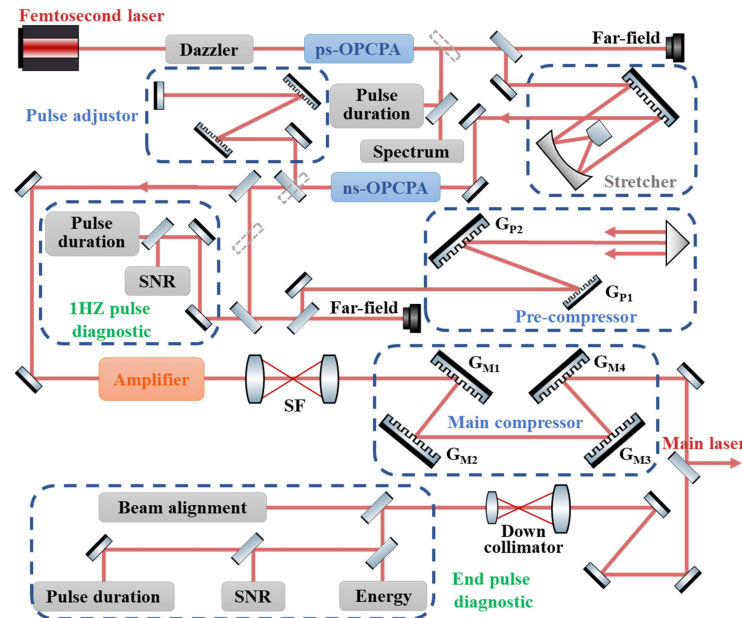 Femtosecond laser
Dazzler
ps-OPCPA
Far-field
Pulse adjustor
Pulse
duration
Spectrum
Stretcher
ns-OPCPA
Pulse
duration
SNR
1HZ pulse
diagnostic
Far-field
GP2
GP1
Pre-compressor
Amplifier
SF
GM1
GM4
Main compressor
GM2
GM3
Main laser
Beam alignment
Down
collimator
Pulse duration
SNR
Energy
End pulse
diagnostic